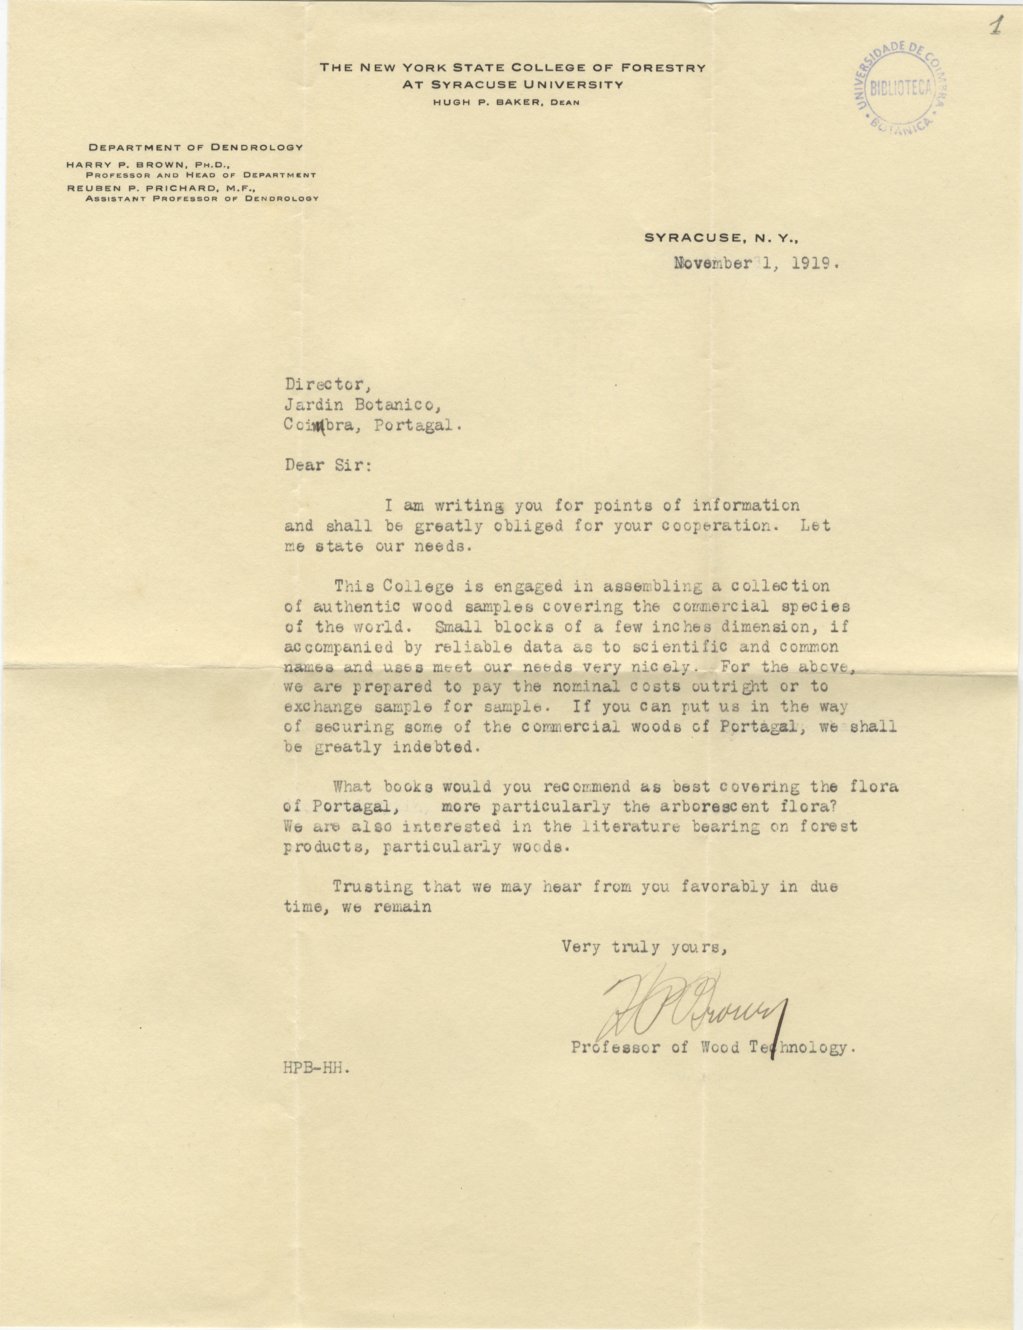 1
UNIVERSIDADE DE COIMBRA
BIBLIOTECA
BOTANICA
THE NEW YORK STATE COLLEGE OF FORESTRY
AT SYRACUSE UNIVERSITY
HUGH P. BAKER, DEAN
DEPARTMENT OF DENDROLOGY
HARRY P. BROWN, PH.D.,
PROFESSOR AND HEAD OF DEPARTMENT
REUBEN P. PRICHARD, M.F.,
ASSISTANT PROFESSOR OF DENDROLOGY
SYRACUSE, N. Y.,
November 1, 1919.
Director,
Jardin Botanico,
Coimbra, Portagal.
Dear Sir:
I am writing you for points of information
and shall be greatly obliged for your cooperation. Let
me state our needs.
This College is engaged in assembling a collection
of authentic wood samples covering the commercial species
of the world. Small blocks of a few inches dimension, if
accompanied by reliable data as to scientific and common
names and uses meet our needs very nicely. For the above,
we are prepared to pay the nominal costs outright or to
exchange sample for sample. If you can put us in the way
of securing some of the commercial woods of Portagal, we shall
be greatly indebted.
What books would you recommend as best covering the flora
of Portagal, more particularly the arborescent flora?
We are also interested in the literature bearing on forest
products, particularly woods.
Trusting that we may hear from you favorably in due
time, we remain
Very truly yours,
H P Brown
Professor of Wood Technology.
HPB-HH.